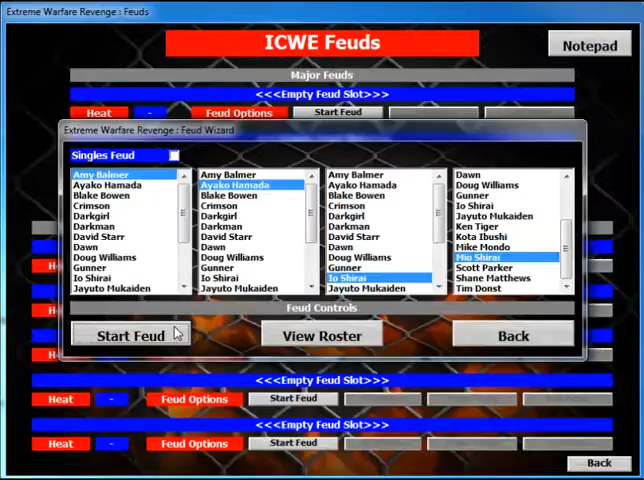 Extreme Warfare Revenge : Feuds
ICWE Feuds
Notepad
Major Feuds
<<<Empty Feud Slot>>>
Heat - Feud Options Start Feud
Extreme Warfare Revenge : Feud Wizard
Singles Feud
Amy Balmer
Ayako Hamada
Blake Bowen
Crimson
Darkgirl
Darkman
David Starr
Dawn
Doug Williams
Gunner
Io Shirai
Jayuto Mukaiden
Amy Balmer
Ayako Hamada
Blake Bowen
Crimson
Darkgirl
Darkman
David Starr
Dawn
Doug Williams
Gunner
Io Shirai
Jayuto Mukaiden
Amy Balmer
Ayako Hamada
Blake Bowen
Crimson
Darkgirl
Darkman
David Starr
Dawn
Doug Williams
Gunner
Io Shirai
Jayuto Mukaiden
Dawn
Doug Williams
Gunner
Io Shirai
Jayuto Mukaiden
Ken Tiger
Kota Ibushi
Mike Mondo
Mio Shirai
Scott Parker
Shane Matthews
Tim Donst
Feud Controls
Start Feud View Roster Back
<<<Empty Feud Slot>>>
Heat - Feud Options Start Feud
<<<Empty Feud Slot>>>
Heat - Feud Options Start Feud
Back